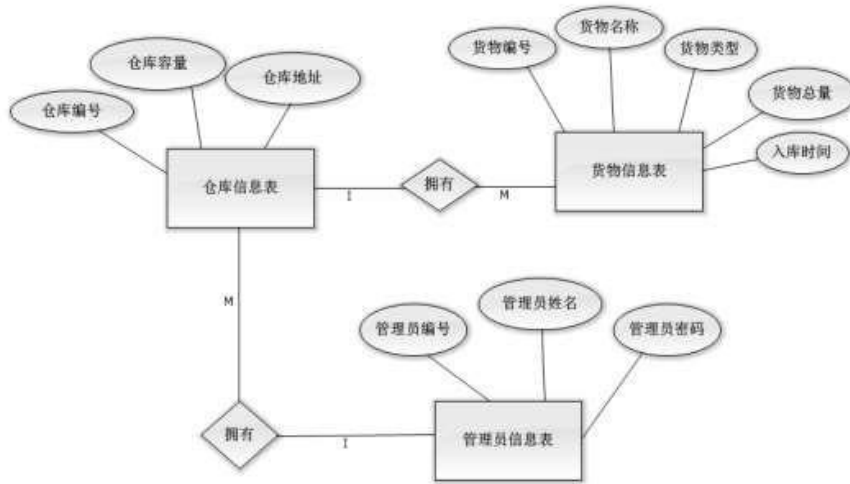 货物名称
货物编号
货物类型
仓库容量
仓库地址
货物总量
仓库编号
入库时间
仓库信息表
拥有
货物信息表
I
M
M
管理员姓名
管理员编号
管理员密码
拥有
管理员信息表
I